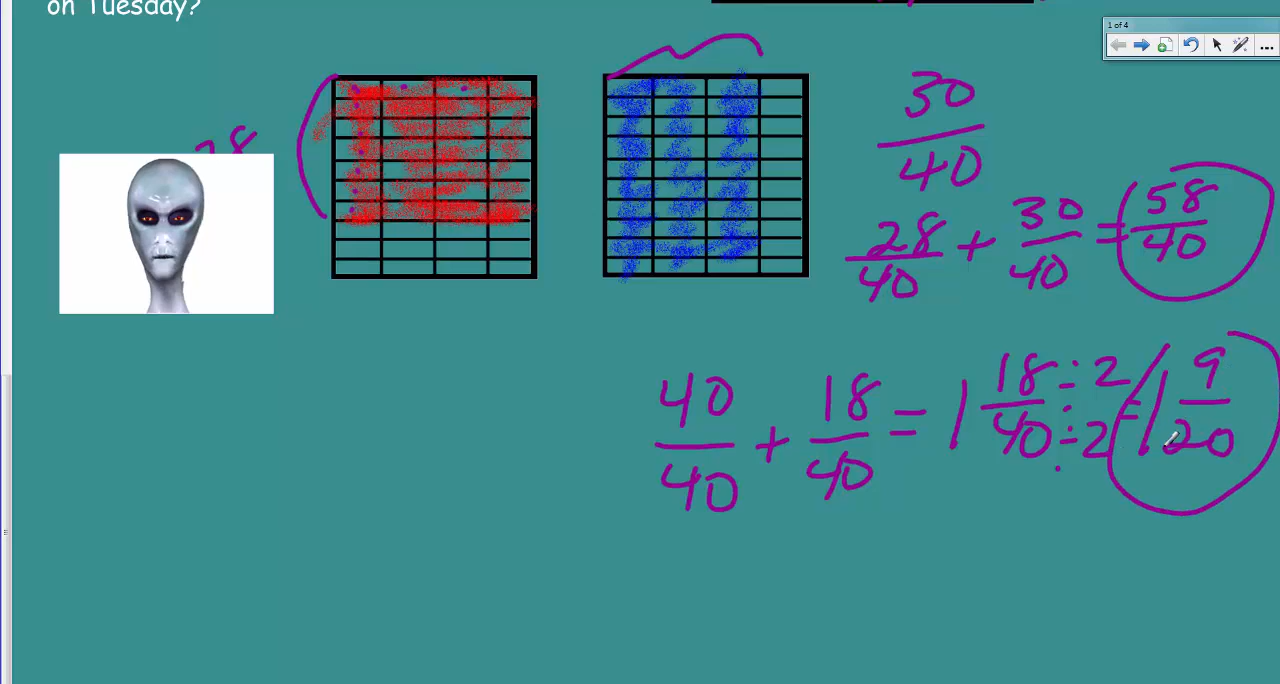 on Tuesday?
1 of 4
28
30/40
28/40 + 30/40 = 58/40
40/40 + 18/40 = 1 18/40 ÷ 2/÷ 2 = 1 9/20